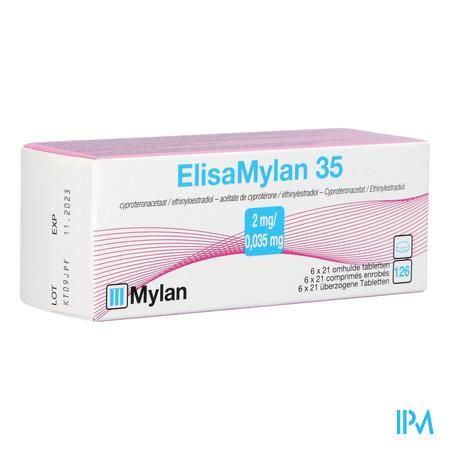 ElisaMylan 35
cyproteronacetaat / ethinylestradiol – acétate de cyprotérone / éthinylestradiol – Cyproteronacetat / Ethinylestradiol
2 mg/
0,035 mg
6 x 21 omhulde tabletten
6 x 21 comprimés enrobés
6 x 21 überzogene Tabletten
126
Mylan
EXP 11.2023
LOT KT09JPF
IPM